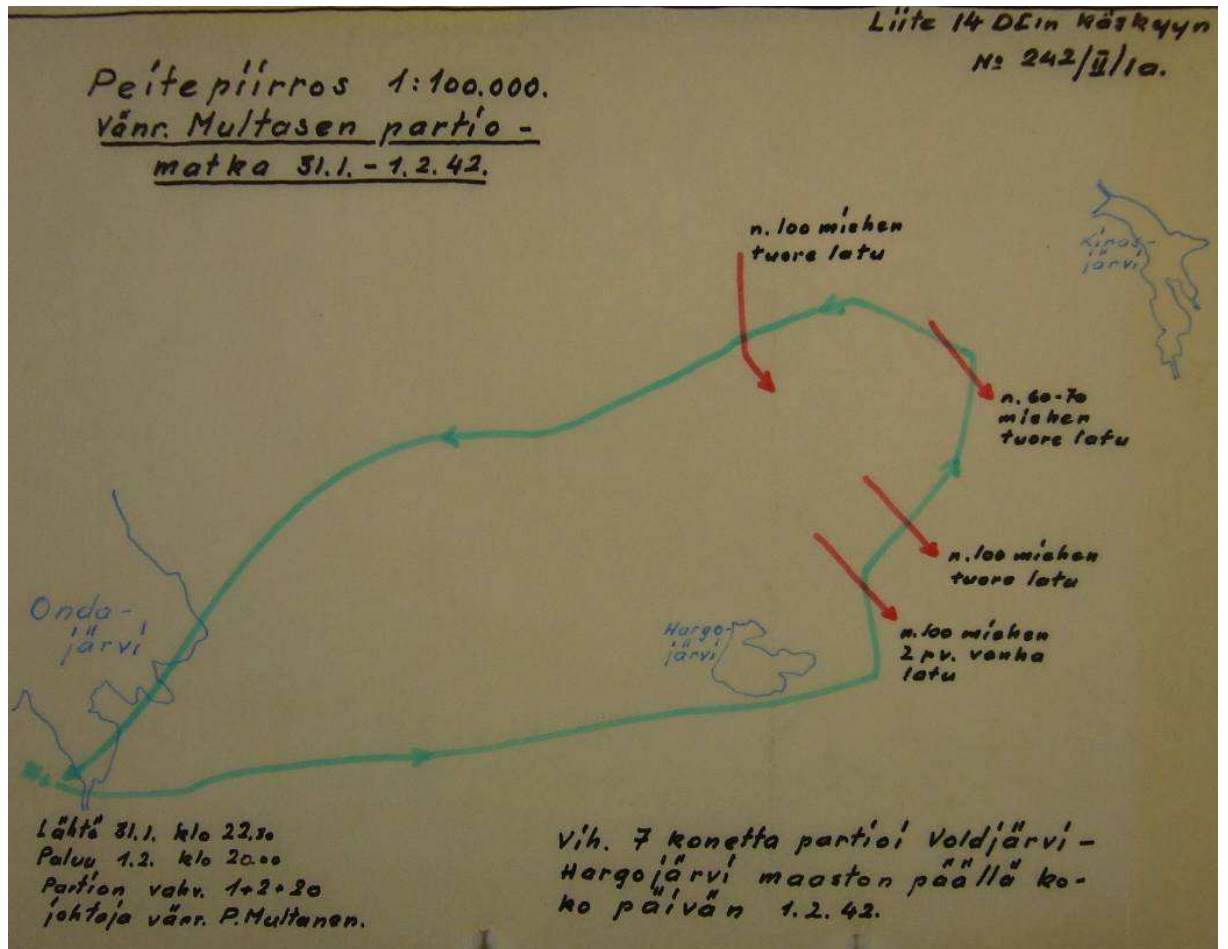 Liite 14 DE:n käskyyn
No 242/II/Ia.
Peitepiirros 1:100.000.
Vänr. Multasen partio-
matka 31.1.-1.2.42.
n. 100 miehen
tuore latu
Kiras-
järvi
n. 60-70
miehen
tuore latu
n. 100 miehen
tuore latu
n. 100 miehen
2 pv. vanha
latu
Onda-
järvi
Hargo-
järvi
Lähtö 31.1. klo 22.30
Paluu 1.2. klo 20.00
Partion vahv. 1+2+20
johtaja vänr. P. Multanen.
Vih. 7 konetta partioi Voldjärvi-
Hargojärvi maaston päällä ko-
ko päivän 1.2.42.